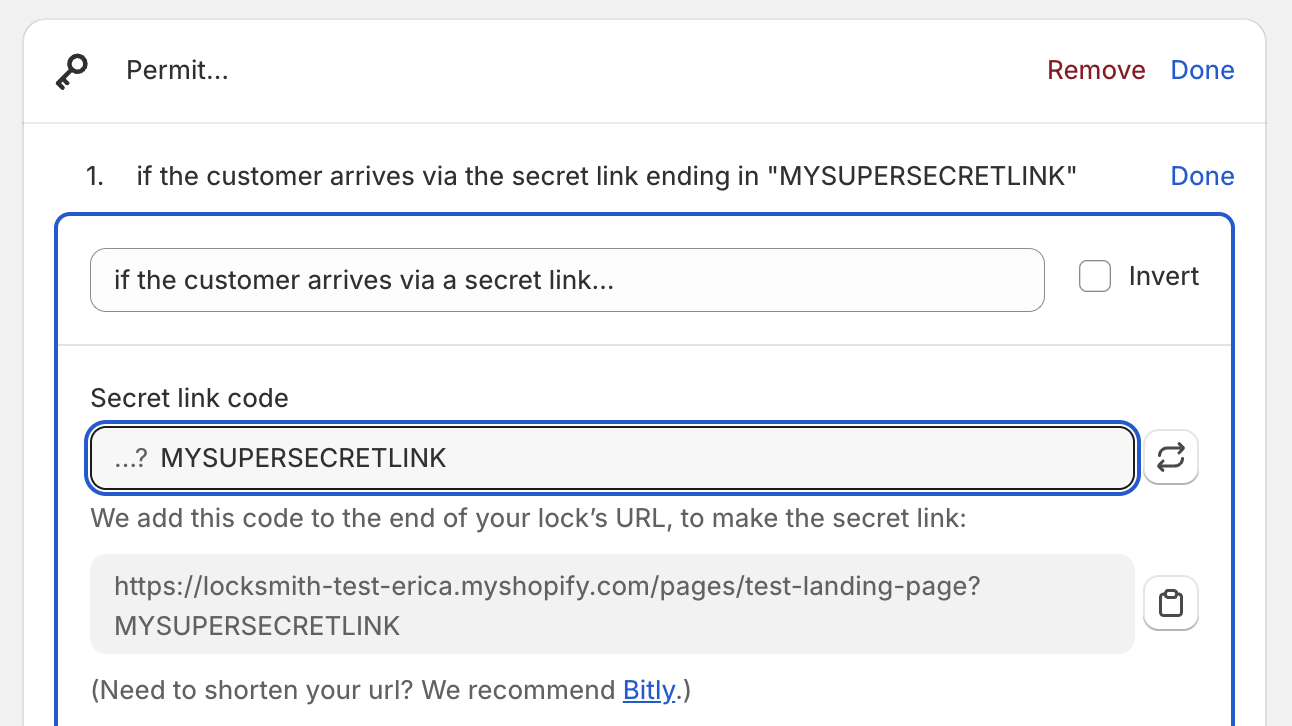 Permit...
Remove
Done
1. if the customer arrives via the secret link ending in "MYSUPERSECRETLINK"
Done
if the customer arrives via a secret link...
Invert
Secret link code
...? MYSUPERSECRETLINK
We add this code to the end of your lock’s URL, to make the secret link:
https://locksmith-test-erica.myshopify.com/pages/test-landing-page?
MYSUPERSECRETLINK
(Need to shorten your url? We recommend Bitly.)